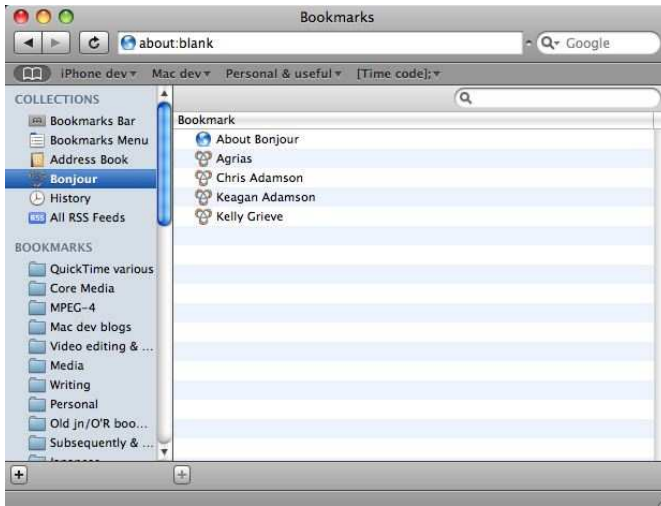 Bookmarks
about:blank
Google
iPhone dev Mac dev Personal & useful [Time code];
COLLECTIONS
Bookmarks Bar
Bookmarks Menu
Address Book
Bonjour
History
RSS All RSS Feeds
BOOKMARKS
QuickTime various
Core Media
MPEG-4
Mac dev blogs
Video editing & ...
Media
Writing
Personal
Old jn/O'R boo...
Subsequently & ...
Bookmark
About Bonjour
Agrias
Chris Adamson
Keagan Adamson
Kelly Grieve